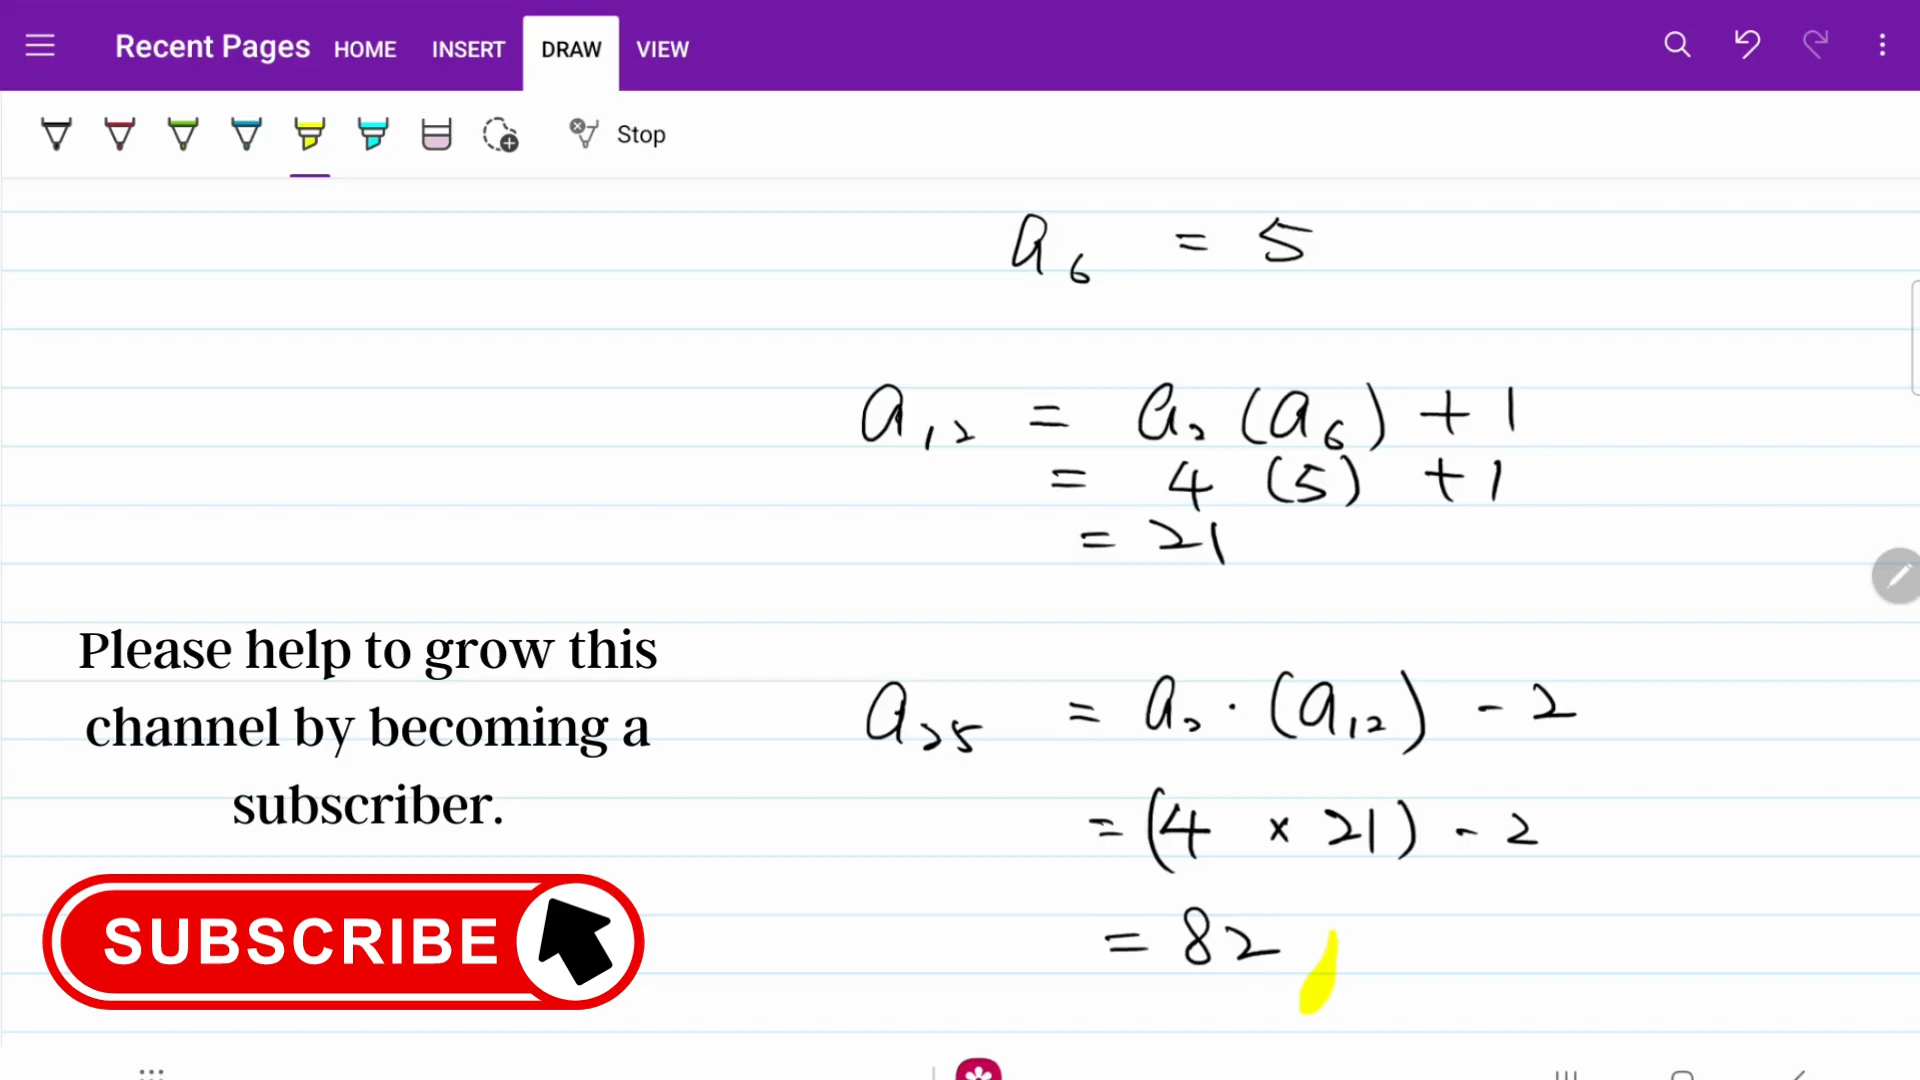 Recent Pages HOME INSERT DRAW VIEW
Stop
a₆ = 5
a₁₂ = a₂ (a₆) + 1
= 4 (5) + 1
= 21
Please help to grow this
channel by becoming a
subscriber.
SUBSCRIBE
a₂₅ = a₂ · (a₁₂) - 2
= (4 × 21) - 2
= 82